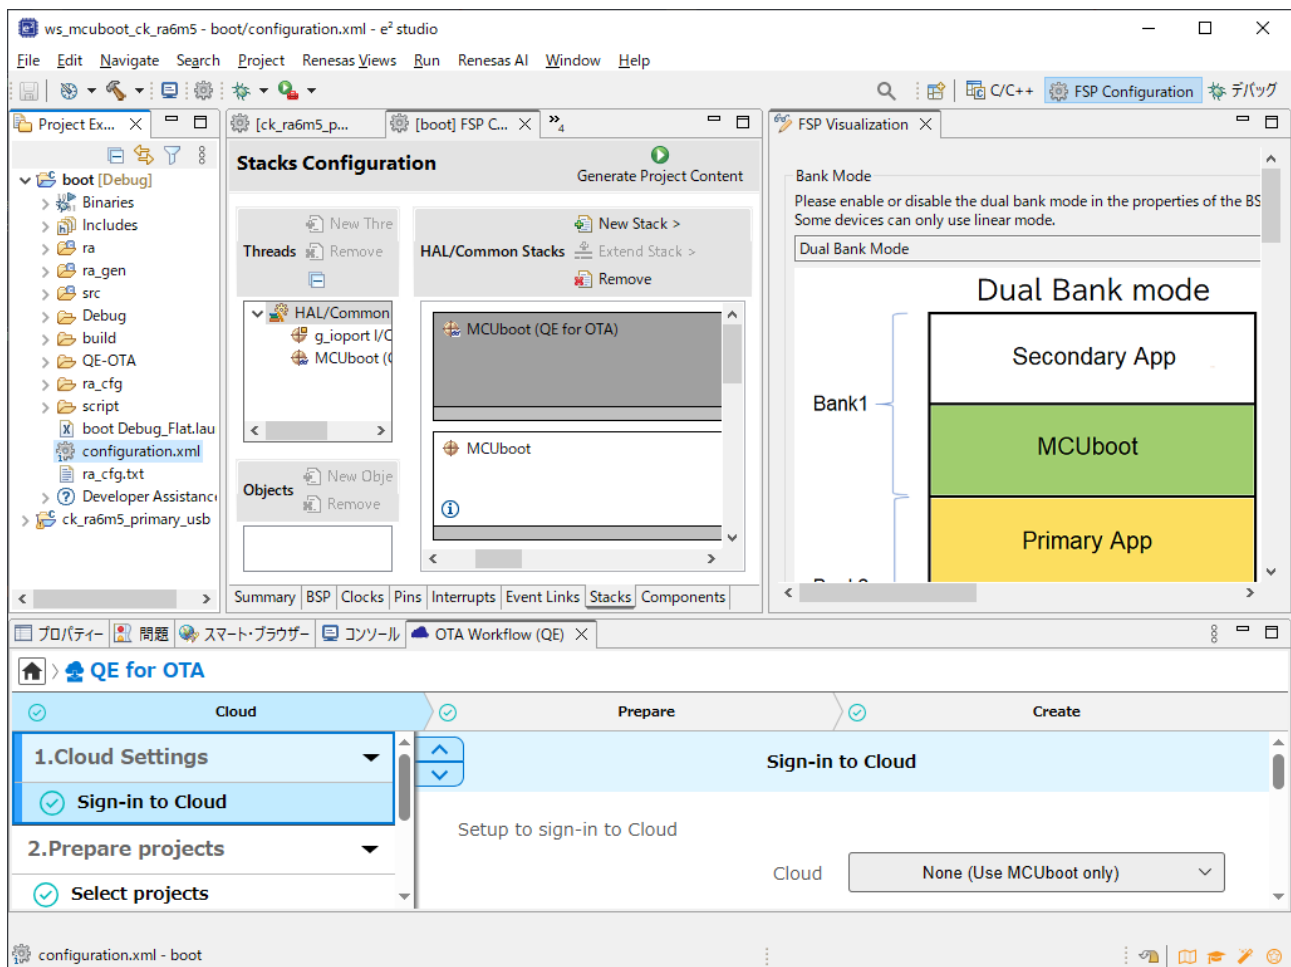 ws_mcuboot_ck_ra6m5 - boot/configuration.xml - e² studio
File Edit Navigate Search Project Renesas Views Run Renesas AI Window Help
C/C++ FSP Configuration デバッグ
Project Ex...
boot [Debug]
Binaries
Includes
ra
ra_gen
src
Debug
build
QE-OTA
ra_cfg
script
boot Debug_Flat.lau
configuration.xml
ra_cfg.txt
Developer Assistance
ck_ra6m5_primary_usb
[ck_ra6m5_p... [boot] FSP C... »4
Stacks Configuration
Generate Project Content
Threads
New Thre
Remove
HAL/Common Stacks
New Stack >
Extend Stack >
Remove
HAL/Common
g_ioport I/O
MCUboot (
Objects
New Obje
Remove
MCUboot (QE for OTA)
MCUboot
Summary BSP Clocks Pins Interrupts Event Links Stacks Components
FSP Visualization
Bank Mode
Please enable or disable the dual bank mode in the properties of the BS
Some devices can only use linear mode.
Dual Bank Mode
Dual Bank mode
Secondary App
Bank1
MCUboot
Primary App
プロパティー 問題 スマート・ブラウザー コンソール OTA Workflow (QE)
QE for OTA
Cloud Prepare Create
1.Cloud Settings
Sign-in to Cloud
2.Prepare projects
Select projects
Sign-in to Cloud
Setup to sign-in to Cloud
Cloud None (Use MCUboot only)
configuration.xml - boot